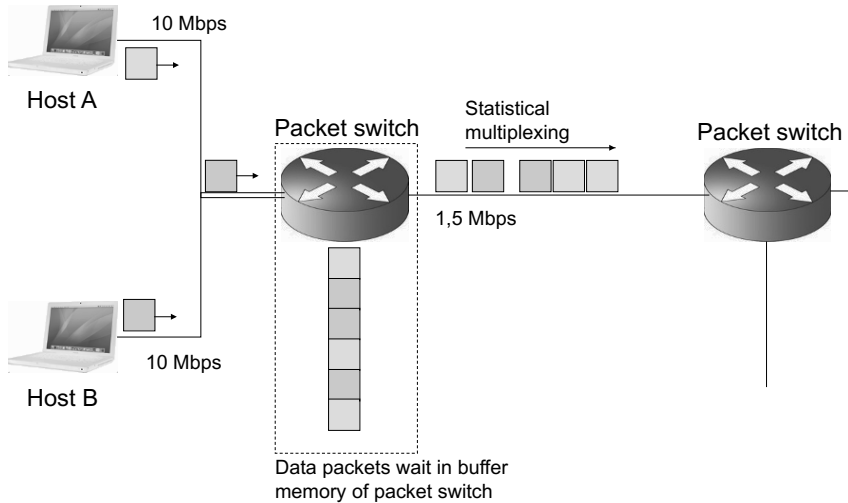 10 Mbps
Host A
Packet switch
Statistical
multiplexing
Packet switch
1,5 Mbps
10 Mbps
Host B
Data packets wait in buffer
memory of packet switch